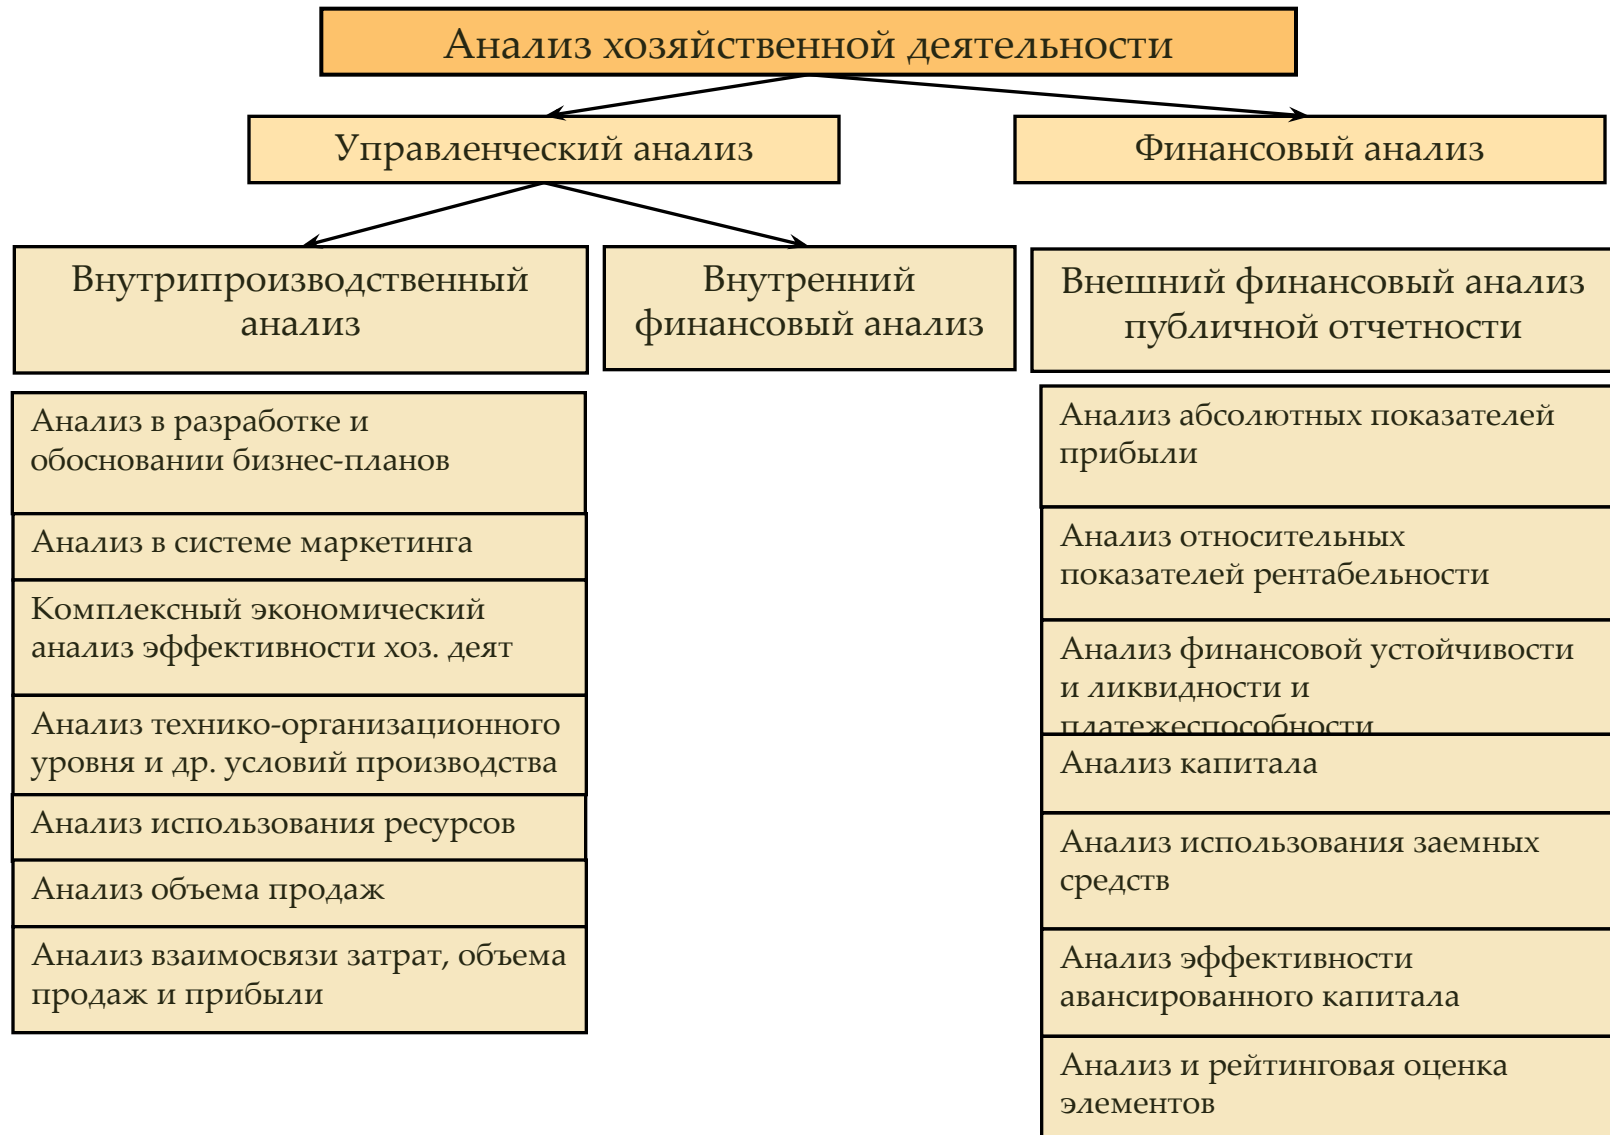 Анализ хозяйственной деятельности
Управленческий анализ
Финансовый анализ
Внутрипроизводственный
анализ
Внутренний
финансовый анализ
Внешний финансовый анализ
публичной отчетности
Анализ в разработке и
обосновании бизнес-планов
Анализ в системе маркетинга
Комплексный экономический
анализ эффективности хоз. деят
Анализ технико-организационного
уровня и др. условий производства
Анализ использования ресурсов
Анализ объема продаж
Анализ взаимосвязи затрат, объема
продаж и прибыли
Анализ абсолютных показателей
прибыли
Анализ относительных
показателей рентабельности
Анализ финансовой устойчивости
и ликвидности и
платежеспособности
Анализ капитала
Анализ использования заемных
средств
Анализ эффективности
авансированного капитала
Анализ и рейтинговая оценка
элементов